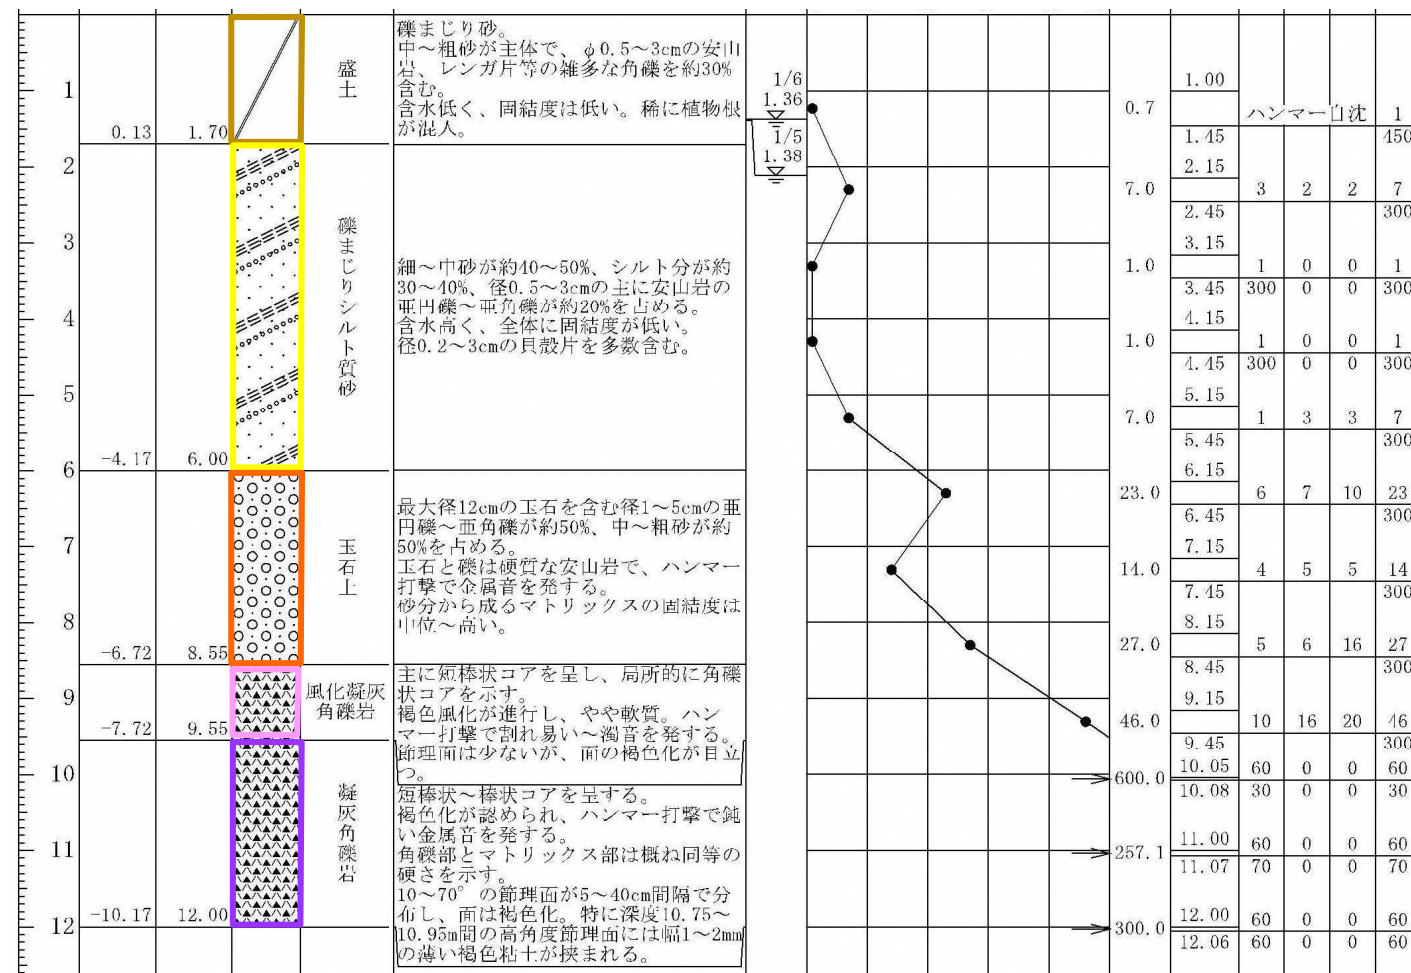 礫まじり砂。
中～粗砂が主体で、φ0.5～3cmの安山
岩、レンガ片等の雑多な角礫を約30%
含む。
含水低く、固結度は低い。稀に植物根
が混入。
盛土
1
0.13 1.70
1/6
1.36
1/5
1.38
0.7
1.00
ハンマー自沈 1
1.45 450
2
礫まじりシルト質砂
細～中砂が約40～50%、シルト分が約
30～40%、径0.5～3cmの主に安山岩の
亜円礫～亜角礫が約20%を占める。
含水高く、全体に固結度が低い。
径0.2～3cmの貝殻片を多数含む。
2.15
7.0 3 2 2 7
2.45 300
3
3.15
1.0 1 0 0 1
3.45 300 0 0 300
4
4.15
1.0 1 0 0 1
4.45 300 0 0 300
5
5.15
7.0 1 3 3 7
5.45 300
-4.17 6.00
6
玉石土
最大径12cmの玉石を含む径1～5cmの亜
円礫～亜角礫が約50%、中～粗砂が約
50%を占める。
玉石と礫は硬質な安山岩で、ハンマー
打撃で金属音を発する。
砂分から成るマトリックスの固結度は
中位～高い。
6.15
23.0 6 7 10 23
6.45 300
7
7.15
14.0 4 5 5 14
7.45 300
8
8.15
27.0 5 6 16 27
8.45 300
-6.72 8.55
風化凝灰
角礫岩
主に短棒状コアを呈し、局所的に角礫
状コアを示す。
褐色風化が進行し、やや軟質。ハン
マー打撃で割れ易い～濁音を発する。
節理面は少ないが、面の褐色化が目立
つ。
9
9.15
46.0 10 16 20 46
9.45 300
-7.72 9.55
凝灰角礫岩
短棒状～棒状コアを呈する。
褐色化が認められ、ハンマー打撃で鈍
い金属音を発する。
角礫部とマトリックス部は概ね同等の
硬さを示す。
10～70°の節理面が5～40cm間隔で分
布し、面は褐色化。特に深度10.75～
10.95m間の高角度節理面には幅1～2mm
の薄い褐色粘土が挟まれる。
10
600.0
10.05 60 0 0 60
10.08 30 0 0 30
11
257.1
11.00 60 0 0 60
11.07 70 0 0 70
-10.17 12.00
12
300.0
12.00 60 0 0 60
12.06 60 0 0 60